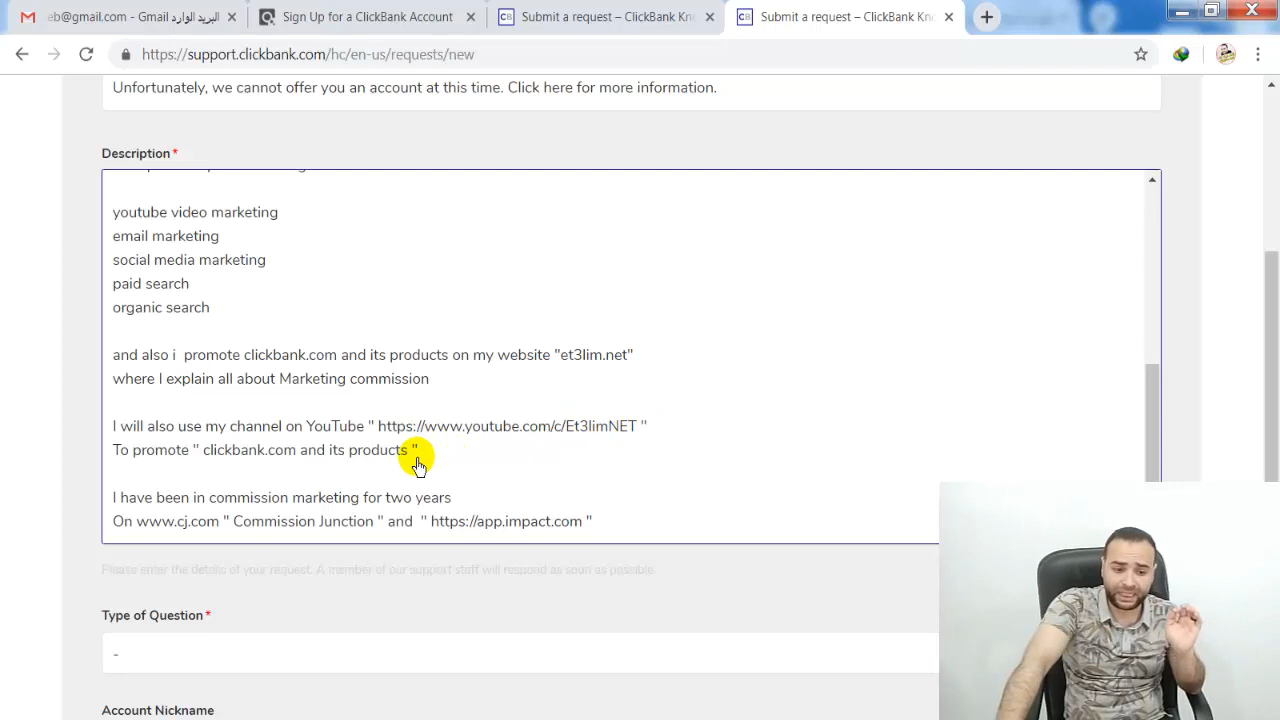 eb@gmail.com - Gmail البريد الوارد
Sign Up for a ClickBank Account
Submit a request – ClickBank Kn
Submit a request – ClickBank Kn
https://support.clickbank.com/hc/en-us/requests/new
Unfortunately, we cannot offer you an account at this time. Click here for more information.
Description*
youtube video marketing
email marketing
social media marketing
paid search
organic search
and also i  promote clickbank.com and its products on my website "et3lim.net"
where I explain all about Marketing commission
I will also use my channel on YouTube " https://www.youtube.com/c/Et3limNET "
To promote " clickbank.com and its products "
I have been in commission marketing for two years
On www.cj.com " Commission Junction " and  " https://app.impact.com "
Please enter the details of your request. A member of our support staff will respond as soon as possible.
Type of Question*
-
Account Nickname